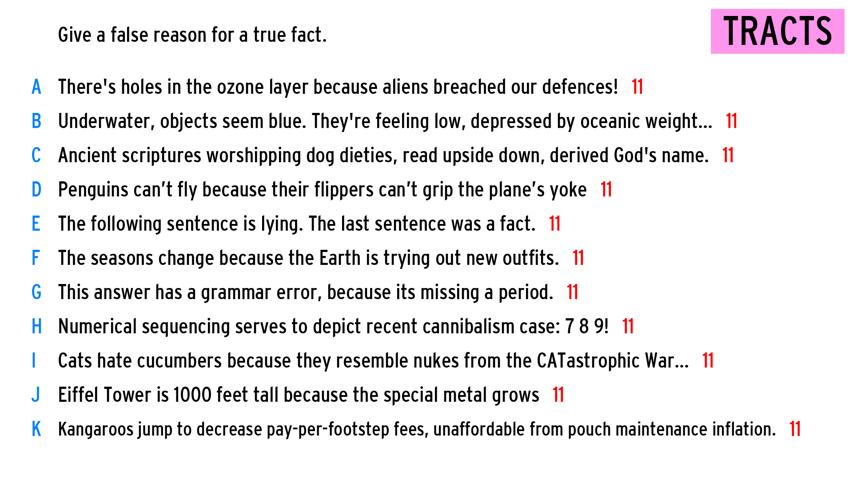 Give a false reason for a true fact.
TRACTS
A There's holes in the ozone layer because aliens breached our defences! 11
B Underwater, objects seem blue. They're feeling low, depressed by oceanic weight... 11
C Ancient scriptures worshipping dog dieties, read upside down, derived God's name. 11
D Penguins can't fly because their flippers can't grip the plane's yoke 11
E The following sentence is lying. The last sentence was a fact. 11
F The seasons change because the Earth is trying out new outfits. 11
G This answer has a grammar error, because its missing a period. 11
H Numerical sequencing serves to depict recent cannibalism case: 7 8 9! 11
I Cats hate cucumbers because they resemble nukes from the CATastrophic War... 11
J Eiffel Tower is 1000 feet tall because the special metal grows 11
K Kangaroos jump to decrease pay-per-footstep fees, unaffordable from pouch maintenance inflation. 11